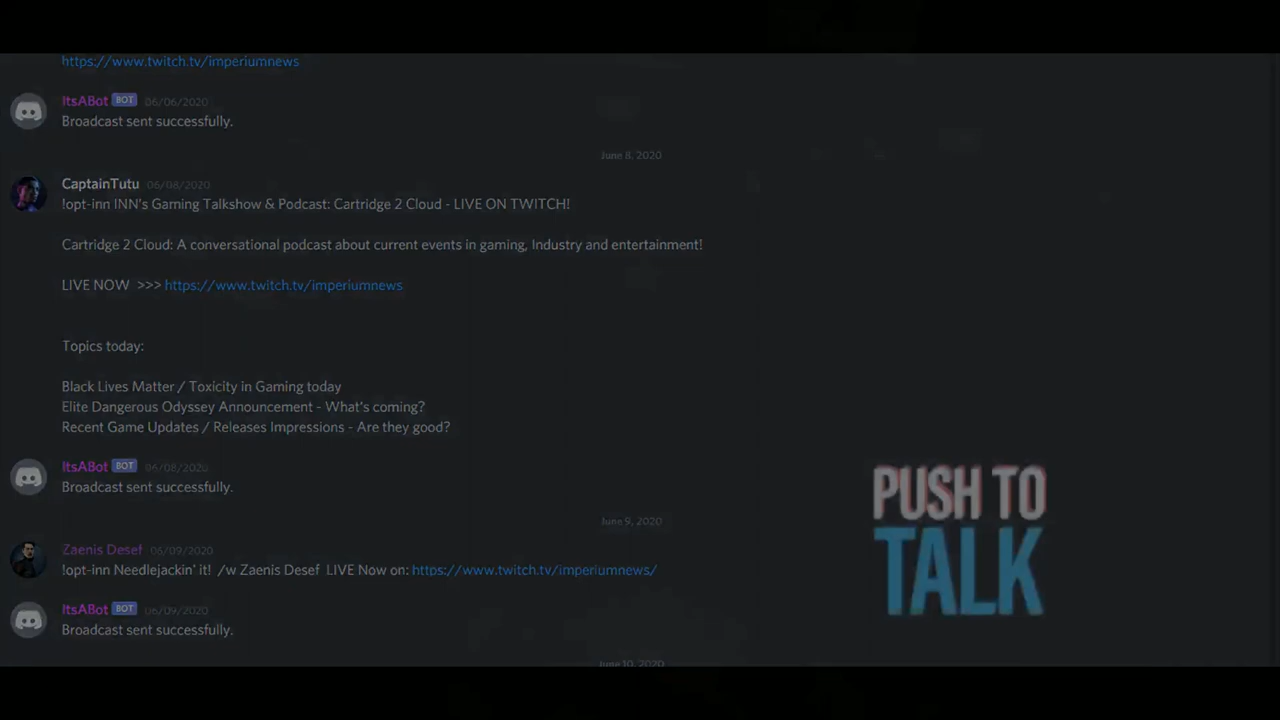 https://www.twitch.tv/imperiumnews
ItsABot BOT 06/06/2020
Broadcast sent successfully.
June 8, 2020
CaptainTutu 06/08/2020
!opt-inn INN's Gaming Talkshow & Podcast: Cartridge 2 Cloud - LIVE ON TWITCH!
Cartridge 2 Cloud: A conversational podcast about current events in gaming, Industry and entertainment!
LIVE NOW >>> https://www.twitch.tv/imperiumnews
Topics today:
Black Lives Matter / Toxicity in Gaming today
Elite Dangerous Odyssey Announcement - What's coming?
Recent Game Updates / Releases Impressions - Are they good?
ItsABot BOT 06/08/2020
Broadcast sent successfully.
June 9, 2020
Zaenis Desef 06/09/2020
!opt-inn Needlejackin' it! /w Zaenis Desef LIVE Now on: https://www.twitch.tv/imperiumnews/
ItsABot BOT 06/09/2020
Broadcast sent successfully.
June 10, 2020
PUSH TO
TALK